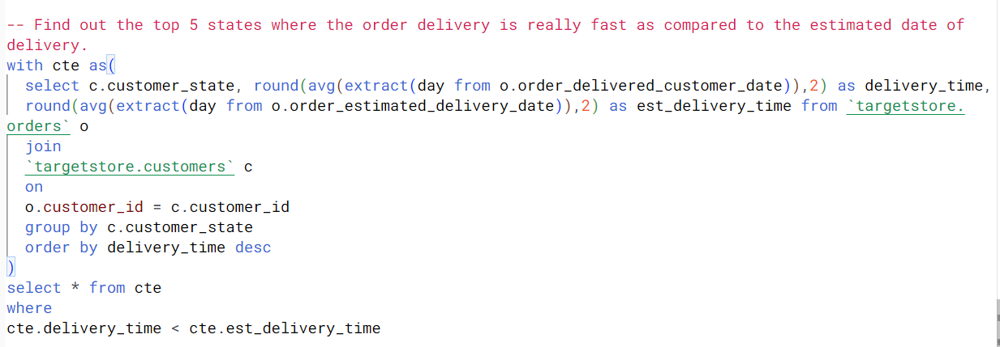 -- Find out the top 5 states where the order delivery is really fast as compared to the estimated date of
delivery.
with cte as(
  select c.customer_state, round(avg(extract(day from o.order_delivered_customer_date)),2) as delivery_time,
  round(avg(extract(day from o.order_estimated_delivery_date)),2) as est_delivery_time from `targetstore.
orders` o
  join
  `targetstore.customers` c
  on
  o.customer_id = c.customer_id
  group by c.customer_state
  order by delivery_time desc
)
select * from cte
where
cte.delivery_time < cte.est_delivery_time